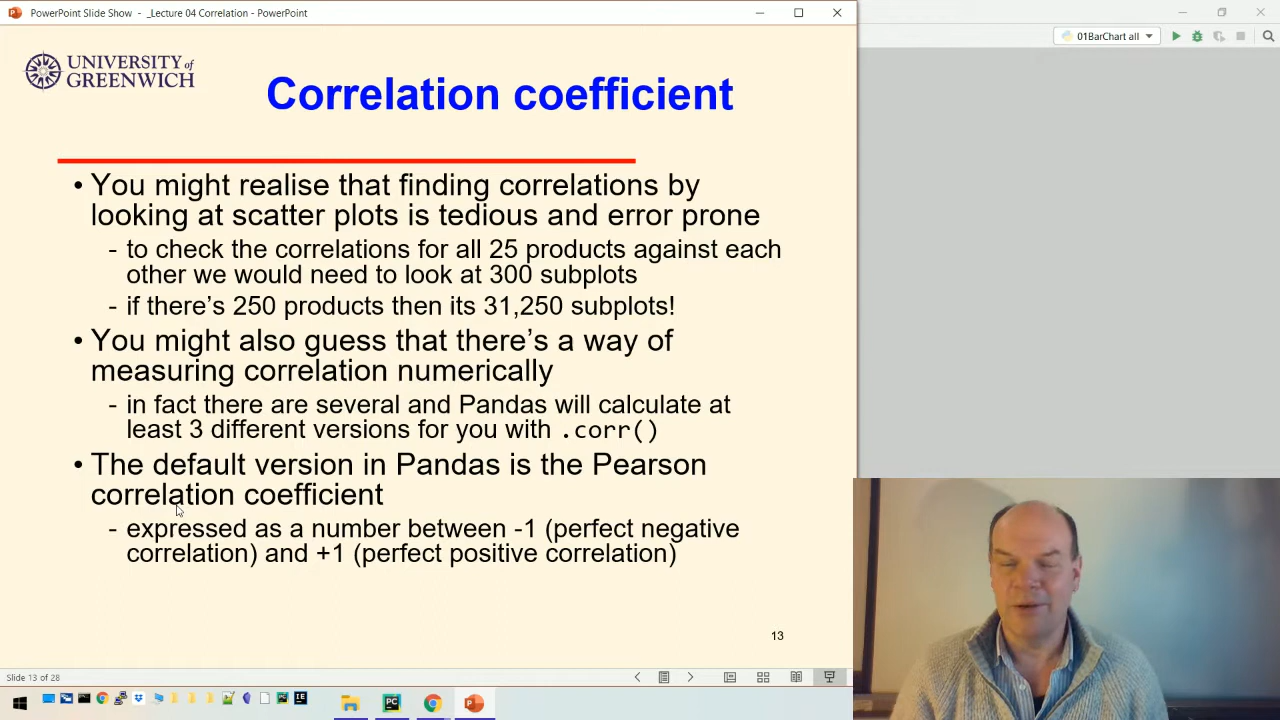 PowerPoint Slide Show - _Lecture 04 Correlation - PowerPoint
01BarChart all
UNIVERSITY of
GREENWICH
Correlation coefficient
• You might realise that finding correlations by
looking at scatter plots is tedious and error prone
- to check the correlations for all 25 products against each
other we would need to look at 300 subplots
- if there's 250 products then its 31,250 subplots!
• You might also guess that there's a way of
measuring correlation numerically
- in fact there are several and Pandas will calculate at
least 3 different versions for you with .corr()
• The default version in Pandas is the Pearson
correlation coefficient
- expressed as a number between -1 (perfect negative
correlation) and +1 (perfect positive correlation)
13
Slide 13 of 28
PC
IE